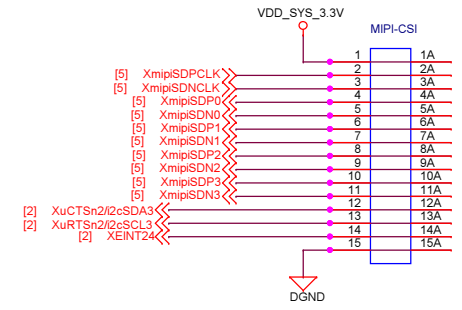 VDD_SYS_3.3V
MIPI-CSI
1 1A
[5] XmipiSDPCLK 2 2A
[5] XmipiSDNCLK 3 3A
[5] XmipiSDP0 4 4A
[5] XmipiSDN0 5 5A
[5] XmipiSDP1 6 6A
[5] XmipiSDN1 7 7A
[5] XmipiSDP2 8 8A
[5] XmipiSDN2 9 9A
[5] XmipiSDP3 10 10A
[5] XmipiSDN3 11 11A
[2] XuCTSn2/i2cSDA3 12 12A
[2] XuRTSn2/i2cSCL3 13 13A
[2] XEINT24 14 14A
15 15A
DGND